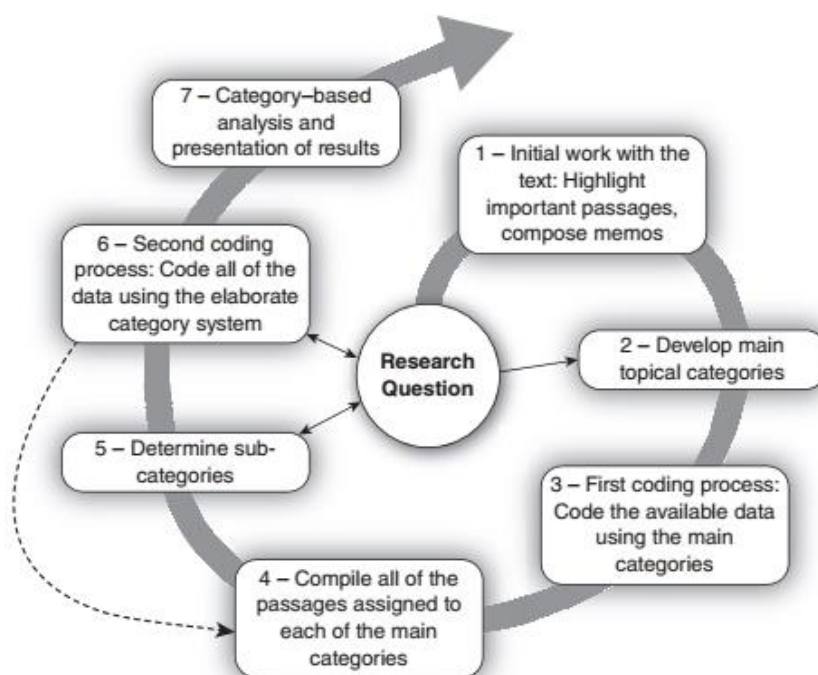 7 – Category–based
analysis and
presentation of results
1 – Initial work with the
text: Highlight
important passages,
compose memos
6 – Second coding
process: Code all of the
data using the elaborate
category system
Research
Question
2 – Develop main
topical categories
5 – Determine sub-
categories
3 – First coding process:
Code the available data
using the main
categories
4 – Compile all of the
passages assigned to
each of the main
categories